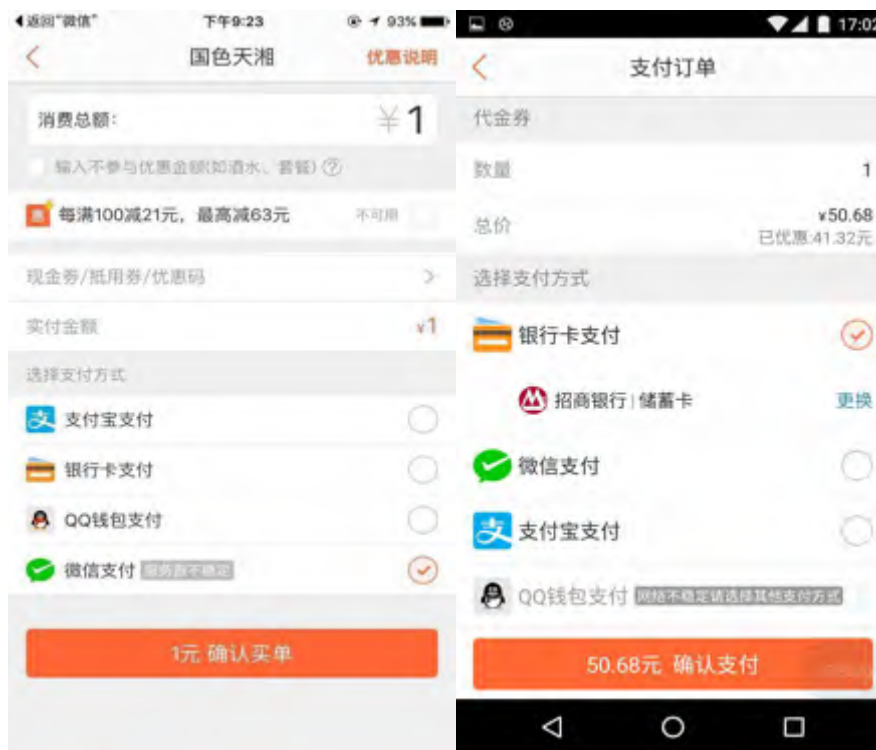 返回"微信"
下午9:23
93%
国色天湘
优惠说明
消费总额:
¥1
输入不参与优惠金额(如酒水、套餐)
每满100减21元，最高减63元
不可用
现金券/抵用券/优惠码
实付金额
¥1
选择支付方式
支付宝支付
银行卡支付
QQ钱包支付
微信支付
1元 确认买单
17:02
支付订单
代金券
数量
1
总价
¥50.68
已优惠:41.32元
选择支付方式
银行卡支付
招商银行|储蓄卡
更换
微信支付
支付宝支付
QQ钱包支付 网络不稳定请选择其他支付方式
50.68元 确认支付